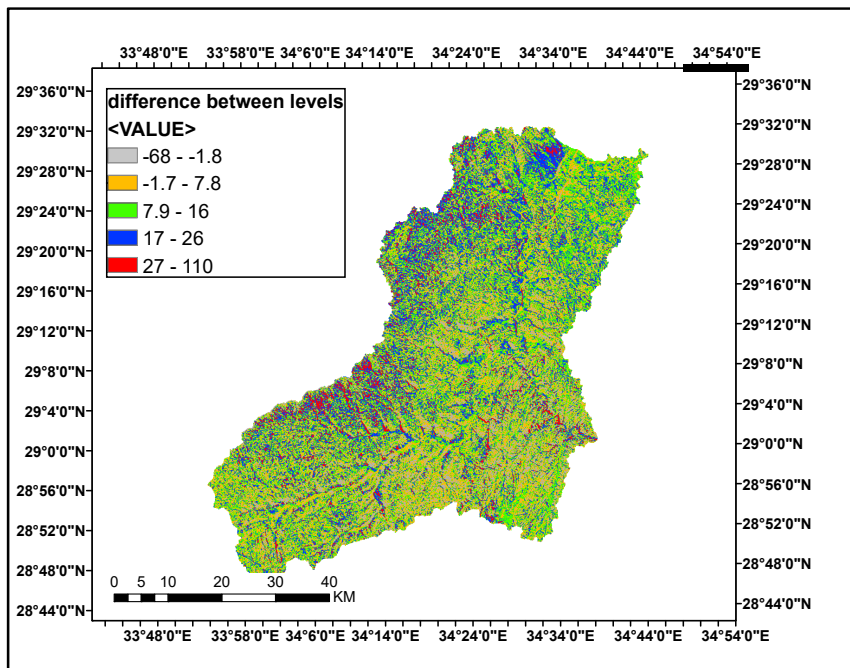 33°48'0"E 33°58'0"E 34°6'0"E 34°14'0"E 34°24'0"E 34°34'0"E 34°44'0"E 34°54'0"E
29°36'0"N 29°36'0"N
difference between levels
<VALUE>
29°32'0"N 29°32'0"N
-68 - -1.8
29°28'0"N 29°28'0"N
-1.7 - 7.8
7.9 - 16
29°24'0"N 29°24'0"N
17 - 26
29°20'0"N 29°20'0"N
27 - 110
29°16'0"N 29°16'0"N
29°12'0"N 29°12'0"N
29°8'0"N 29°8'0"N
29°4'0"N 29°4'0"N
29°0'0"N 29°0'0"N
28°56'0"N 28°56'0"N
28°52'0"N 28°52'0"N
28°48'0"N 28°48'0"N
0 5 10 20 30 40
KM
28°44'0"N 28°44'0"N
33°48'0"E 33°58'0"E 34°6'0"E 34°14'0"E 34°24'0"E 34°34'0"E 34°44'0"E 34°54'0"E